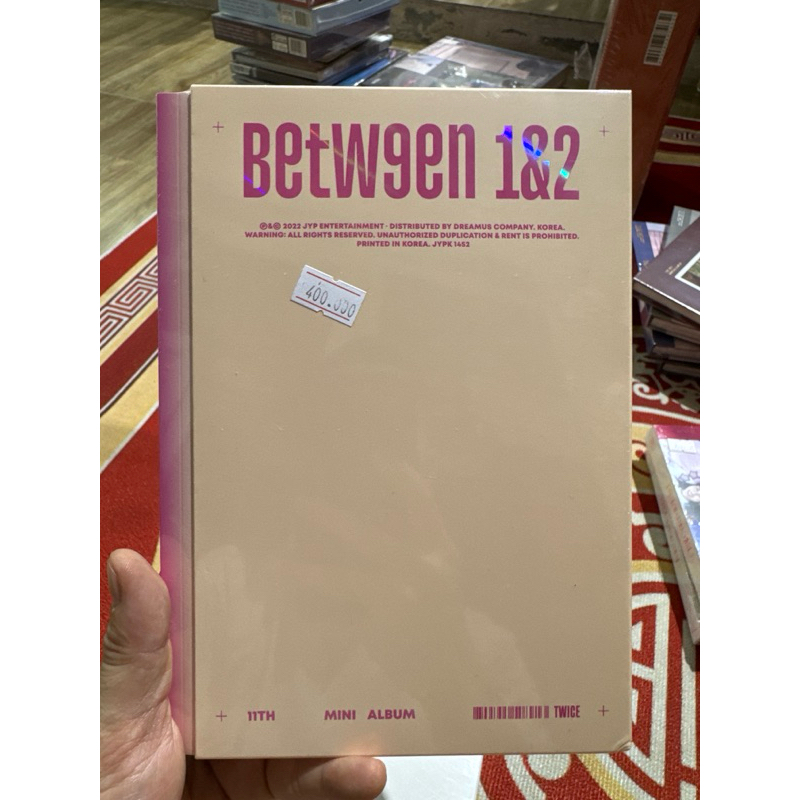 Betw9en 1&2
℗&© 2022 JYP ENTERTAINMENT · DISTRIBUTED BY DREAMUS COMPANY, KOREA.
WARNING: ALL RIGHTS RESERVED. UNAUTHORIZED DUPLICATION & RENT IS PROHIBITED.
PRINTED IN KOREA. JYPK 1452
400.000
11TH MINI ALBUM TWICE